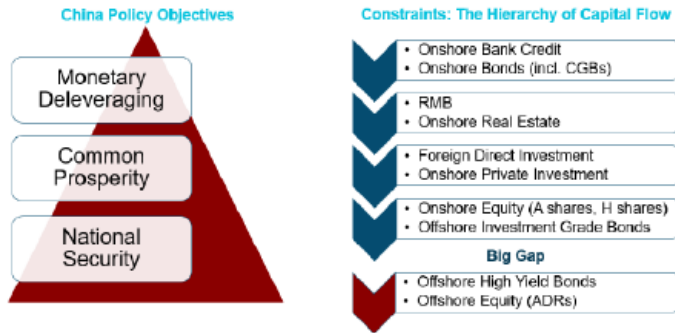 China Policy Objectives
Monetary
Deleveraging
Common
Prosperity
National
Security
Constraints: The Hierarchy of Capital Flow
• Onshore Bank Credit
• Onshore Bonds (incl. CGBs)
• RMB
• Onshore Real Estate
• Foreign Direct Investment
• Onshore Private Investment
• Onshore Equity (A shares, H shares)
• Offshore Investment Grade Bonds
Big Gap
• Offshore High Yield Bonds
• Offshore Equity (ADRs)